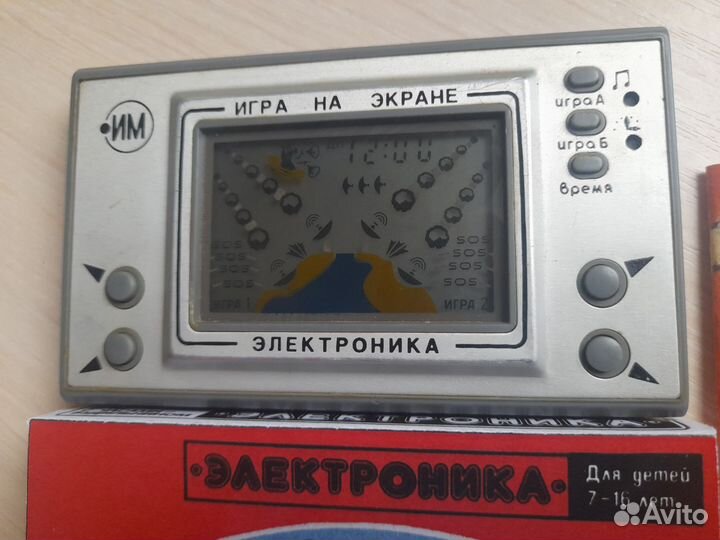 ИГРА НА ЭКРАНЕ
ИМ
игра А
игра Б
время
12:00
SOS SOS
SOS SOS
SOS SOS
SOS SOS
ИГРА 1 ИГРА 2
ЭЛЕКТРОНИКА
ЭЛЕКТРОНИКА
·ЭЛЕКТРОНИКА·
Для детей
7-16 лет
Avito